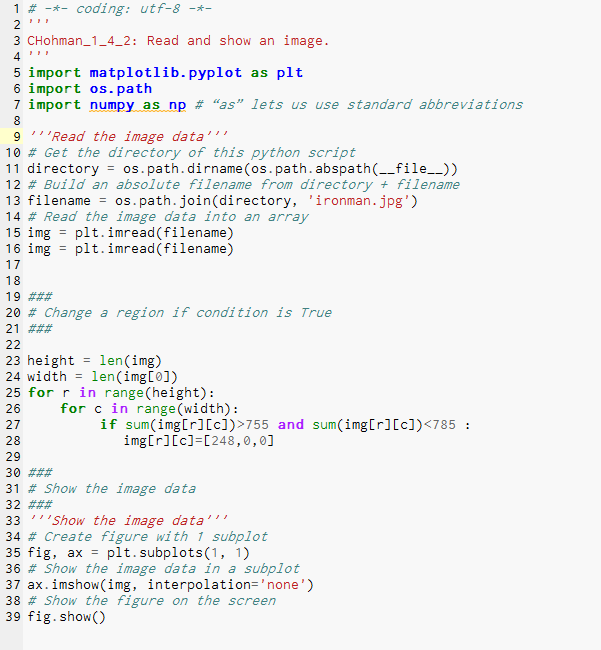 1 # -*- coding: utf-8 -*-
2 '''
3 CHohman_1_4_2: Read and show an image.
4 '''
5 import matplotlib.pyplot as plt
6 import os.path
7 import numpy as np # “as” lets us use standard abbreviations
8
9 '''Read the image data'''
10 # Get the directory of this python script
11 directory = os.path.dirname(os.path.abspath(__file__))
12 # Build an absolute filename from directory + filename
13 filename = os.path.join(directory, 'ironman.jpg')
14 # Read the image data into an array
15 img = plt.imread(filename)
16 img = plt.imread(filename)
17
18
19 ###
20 # Change a region if condition is True
21 ###
22
23 height = len(img)
24 width = len(img[0])
25 for r in range(height):
26     for c in range(width):
27          if sum(img[r][c])>755 and sum(img[r][c])<785 :
28             img[r][c]=[248,0,0]
29
30 ###
31 # Show the image data
32 ###
33 '''Show the image data'''
34 # Create figure with 1 subplot
35 fig, ax = plt.subplots(1, 1)
36 # Show the image data in a subplot
37 ax.imshow(img, interpolation='none')
38 # Show the figure on the screen
39 fig.show()